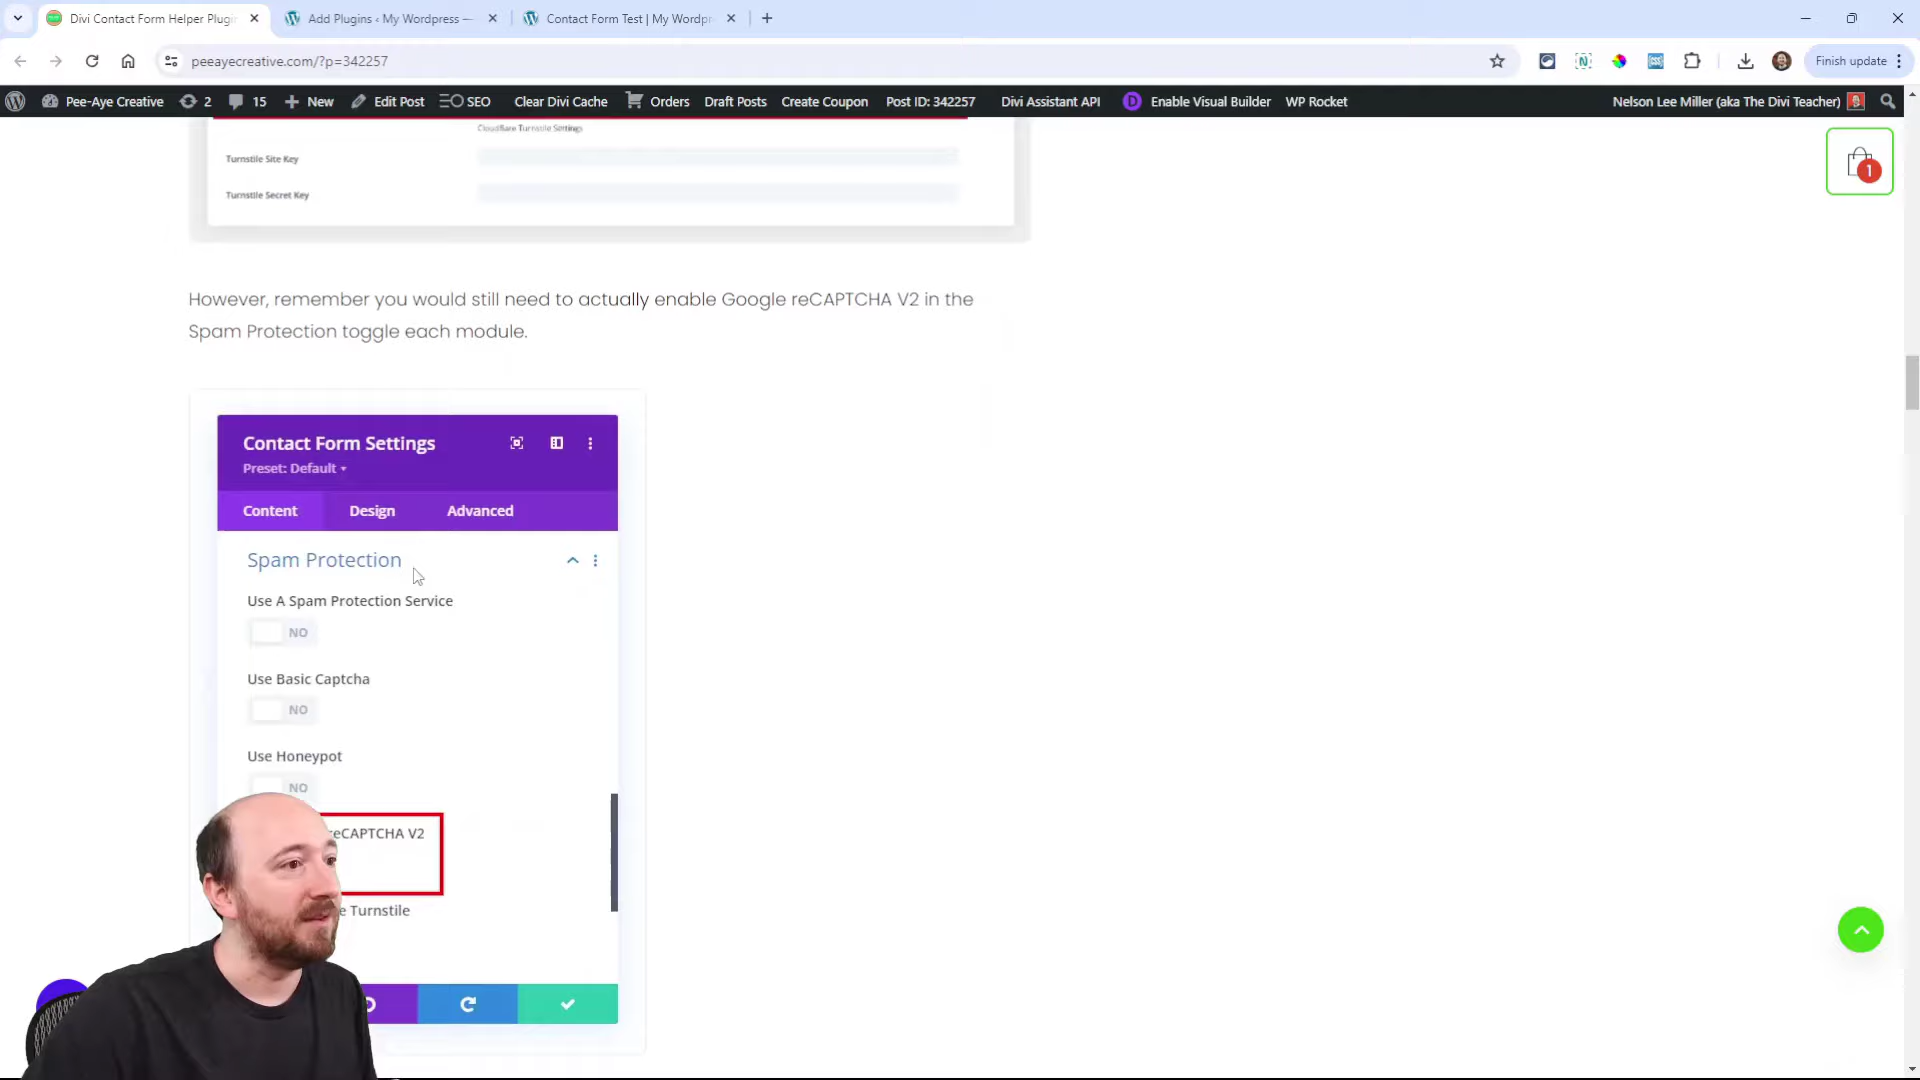 Divi Contact Form Helper Plugin
Add Plugins ‹ My Wordpress —
Contact Form Test | My Wordpr
peeayecreative.com/?p=342257
Finish update
Pee-Aye Creative
2
15
New
Edit Post
SEO
Clear Divi Cache
Orders
Draft Posts
Create Coupon
Post ID: 342257
Divi Assistant API
Enable Visual Builder
WP Rocket
Nelson Lee Miller (aka The Divi Teacher)
1
Cloudflare Turnstile Settings
Turnstile Site Key
Turnstile Secret Key
However, remember you would still need to actually enable Google reCAPTCHA V2 in the
Spam Protection toggle each module.
Contact Form Settings
Preset: Default
Content
Design
Advanced
Spam Protection
Use A Spam Protection Service
NO
Use Basic Captcha
NO
Use Honeypot
NO
reCAPTCHA V2
e Turnstile